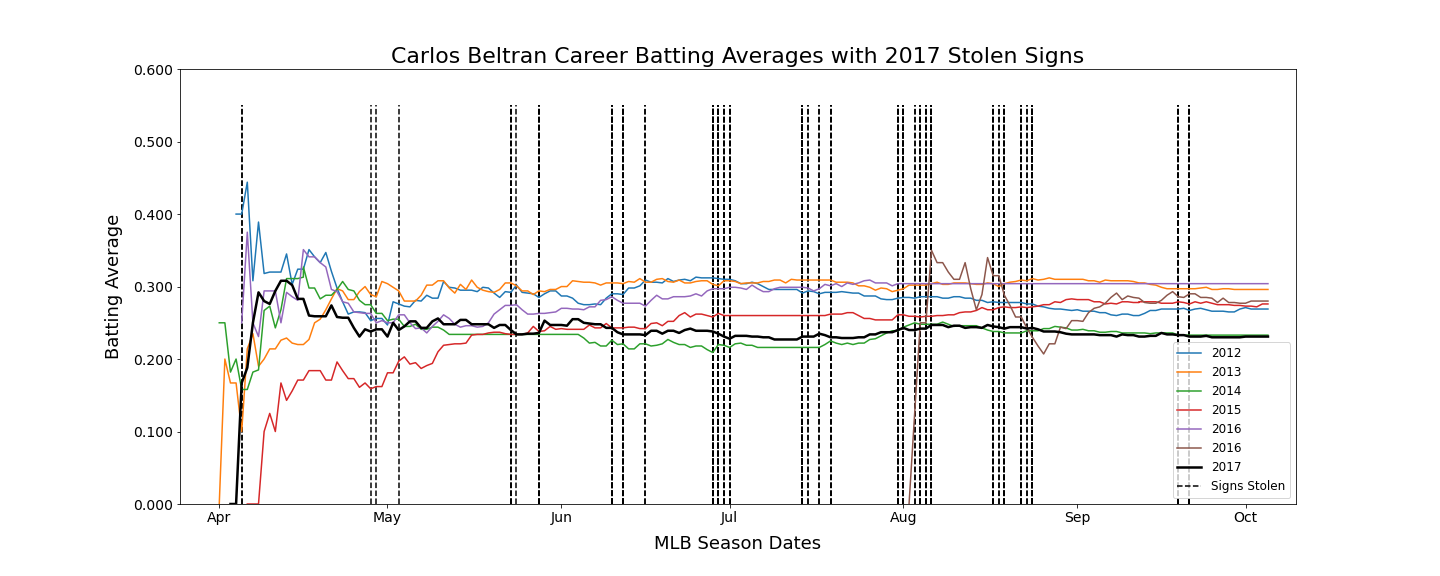 Carlos Beltran Career Batting Averages with 2017 Stolen Signs
Batting Average
0.600
0.500
0.400
0.300
0.200
0.100
0.000
Apr May Jun Jul Aug Sep Oct
MLB Season Dates
2012
2013
2014
2015
2016
2016
2017
Signs Stolen